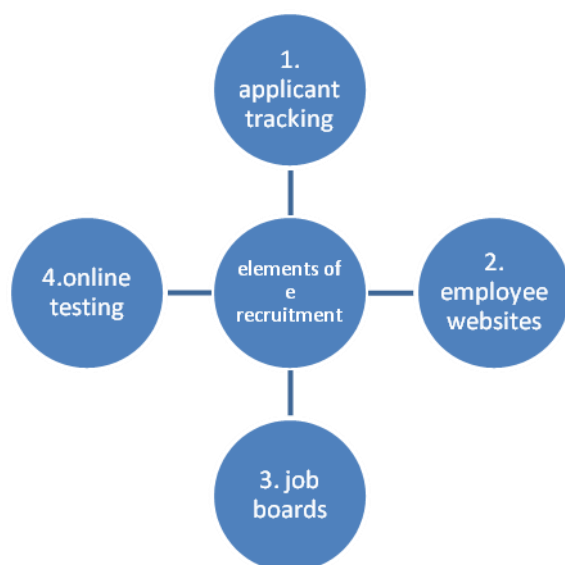 1.
applicant
tracking
4.online
testing
elements of
e
recruitment
2.
employee
websites
3. job
boards